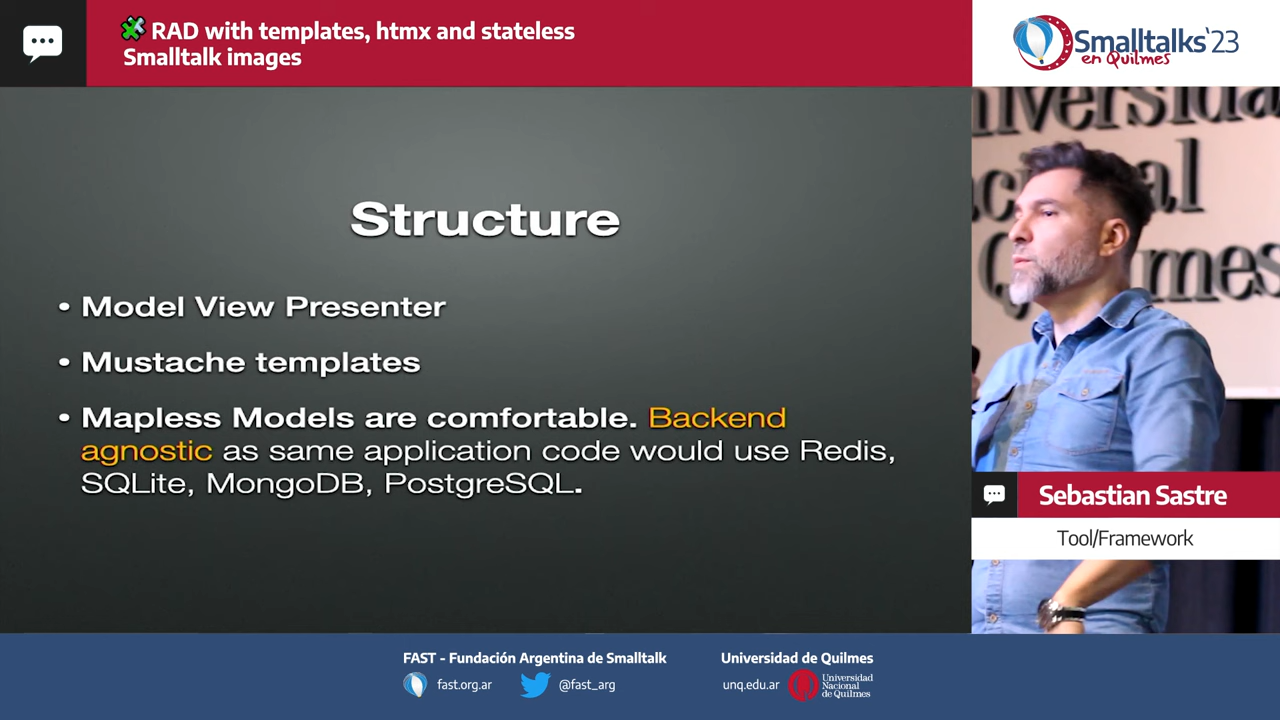 RAD with templates, htmx and stateless
Smalltalk images
Smalltalks'23
en Quilmes
Structure
• Model View Presenter
• Mustache templates
• Mapless Models are comfortable. Backend
agnostic as same application code would use Redis,
SQLite, MongoDB, PostgreSQL.
Sebastian Sastre
Tool/Framework
FAST - Fundación Argentina de Smalltalk
fast.org.ar
@fast_arg
Universidad de Quilmes
unq.edu.ar
Universidad
Nacional
de Quilmes